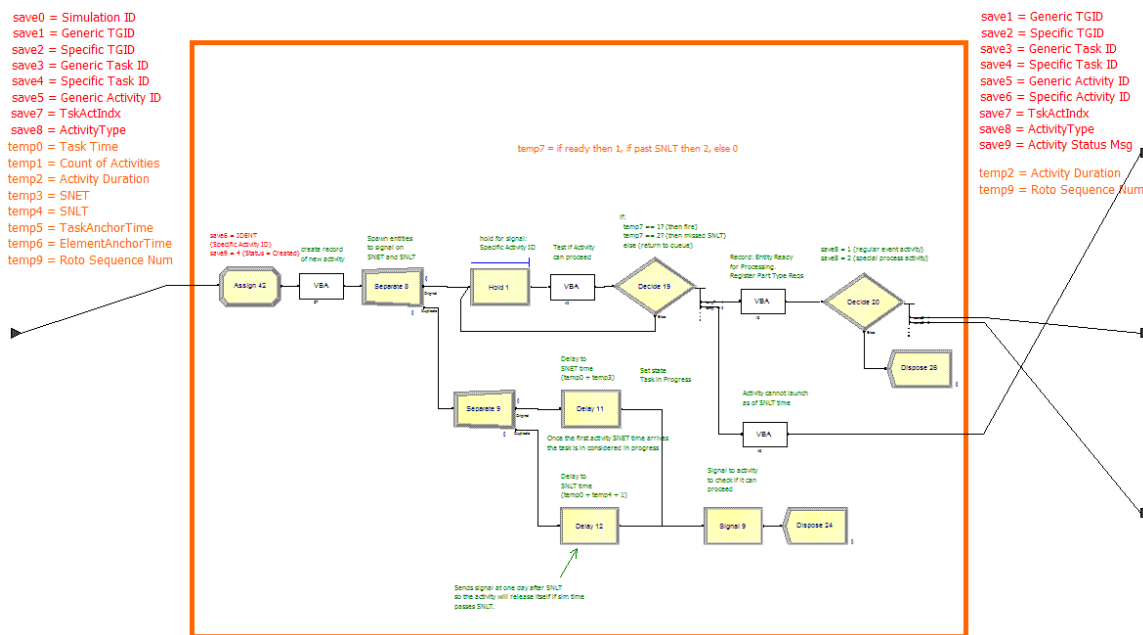 save0 = Simulation ID
save1 = Generic TGID
save2 = Specific TGID
save3 = Generic Task ID
save4 = Specific Task ID
save5 = Generic Activity ID
save7 = TskActIndx
save8 = ActivityType
temp0 = Task Time
temp1 = Count of Activities
temp2 = Activity Duration
temp3 = SNET
temp4 = SNLT
temp5 = TaskAnchorTime
temp6 = ElementAnchorTime
temp9 = Roto Sequence Num
save1 = Generic TGID
save2 = Specific TGID
save3 = Generic Task ID
save4 = Specific Task ID
save5 = Generic Activity ID
save6 = Specific Activity ID
save7 = TskActIndx
save8 = ActivityType
save9 = Activity Status Msg
temp2 = Activity Duration
temp9 = Roto Sequence Num
temp7 = if ready then 1, if past SNLT then 2, else 0
save6 = IDENT
(Specific Activity ID)
save9 = 4 (Status = Created)
Assign 42
create record
of new activity
VBA
Spawn entities
to signal on
SNET and SNLT
Separate 8
Original
Duplicate
hold for signal:
Specific Activity ID
Hold 1
Test if Activity
can proceed
VBA
If:
temp7 == 1? (then fire)
temp7 == 2? (then missed SNLT)
else (return to queue)
Decide 19
Else
Record: Entity Ready
for Processing.
Register Part Type Recs
VBA
save8 = 1 (regular event activity)
save8 = 2 (special process activity)
Decide 20
Else
Dispose 26
Separate 9
Original
Duplicate
Delay to
SNET time
(temp0 + temp3)
Delay 11
Set state
Task in Progress
Once the first activity SNET time arrives
the task is in considered in progress
Activity cannot launch
as of SNLT time
VBA
Delay to
SNLT time
(temp0 + temp4 + 1)
Delay 12
Signal to activity
to check if it can
proceed
Signal 9
Dispose 24
Sends signal at one day after SNLT
so the activity will release itself if sim time
passes SNLT.